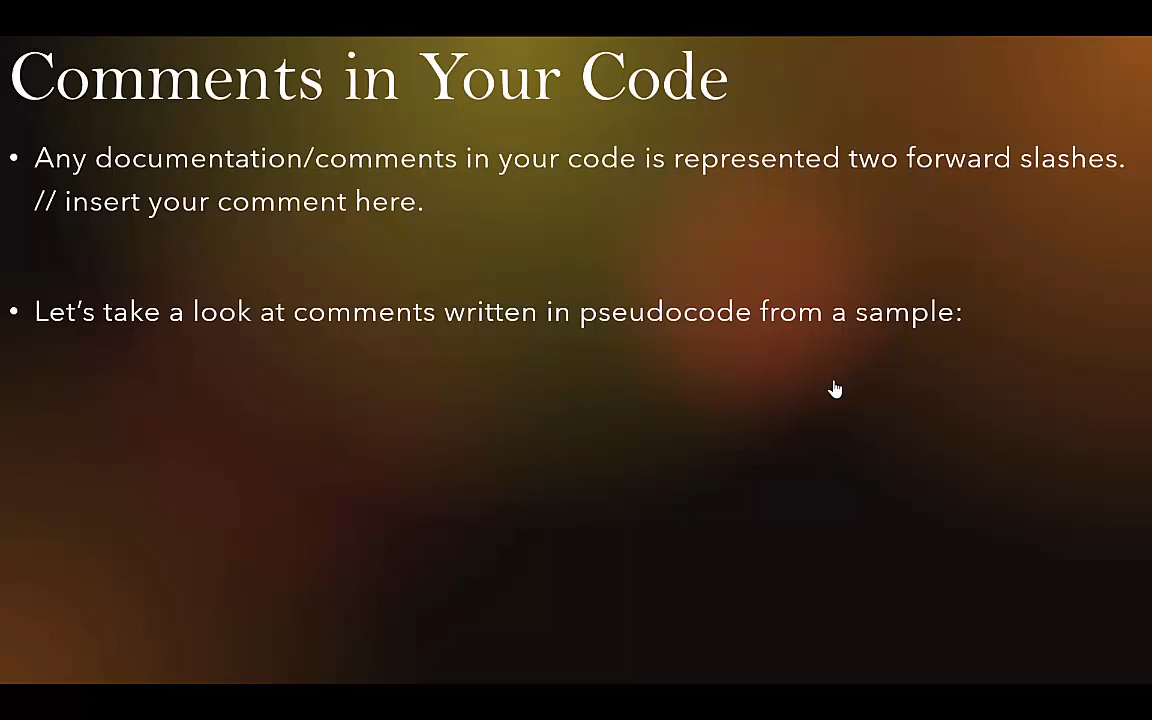 Comments in Your Code
• Any documentation/comments in your code is represented two forward slashes.
// insert your comment here.
• Let’s take a look at comments written in pseudocode from a sample: